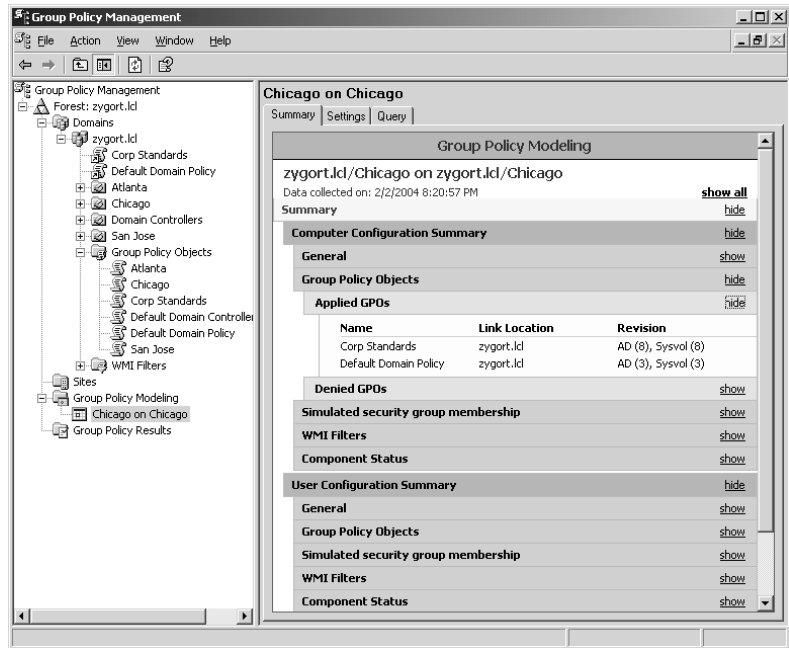 Group Policy Management
File Action View Window Help
Group Policy Management
Forest: zygort.lcl
Domains
zygort.lcl
Corp Standards
Default Domain Policy
Atlanta
Chicago
Domain Controllers
San Jose
Group Policy Objects
Atlanta
Chicago
Corp Standards
Default Domain Controller
Default Domain Policy
San Jose
WMI Filters
Sites
Group Policy Modeling
Chicago on Chicago
Group Policy Results
Chicago on Chicago
Summary Settings Query
Group Policy Modeling
zygort.lcl/Chicago on zygort.lcl/Chicago
Data collected on: 2/2/2004 8:20:57 PM show all
Summary hide
Computer Configuration Summary hide
General show
Group Policy Objects hide
Applied GPOs hide
Name Link Location Revision
Corp Standards zygort.lcl AD (8), Sysvol (8)
Default Domain Policy zygort.lcl AD (3), Sysvol (3)
Denied GPOs show
Simulated security group membership show
WMI Filters show
Component Status show
User Configuration Summary hide
General show
Group Policy Objects show
Simulated security group membership show
WMI Filters show
Component Status show